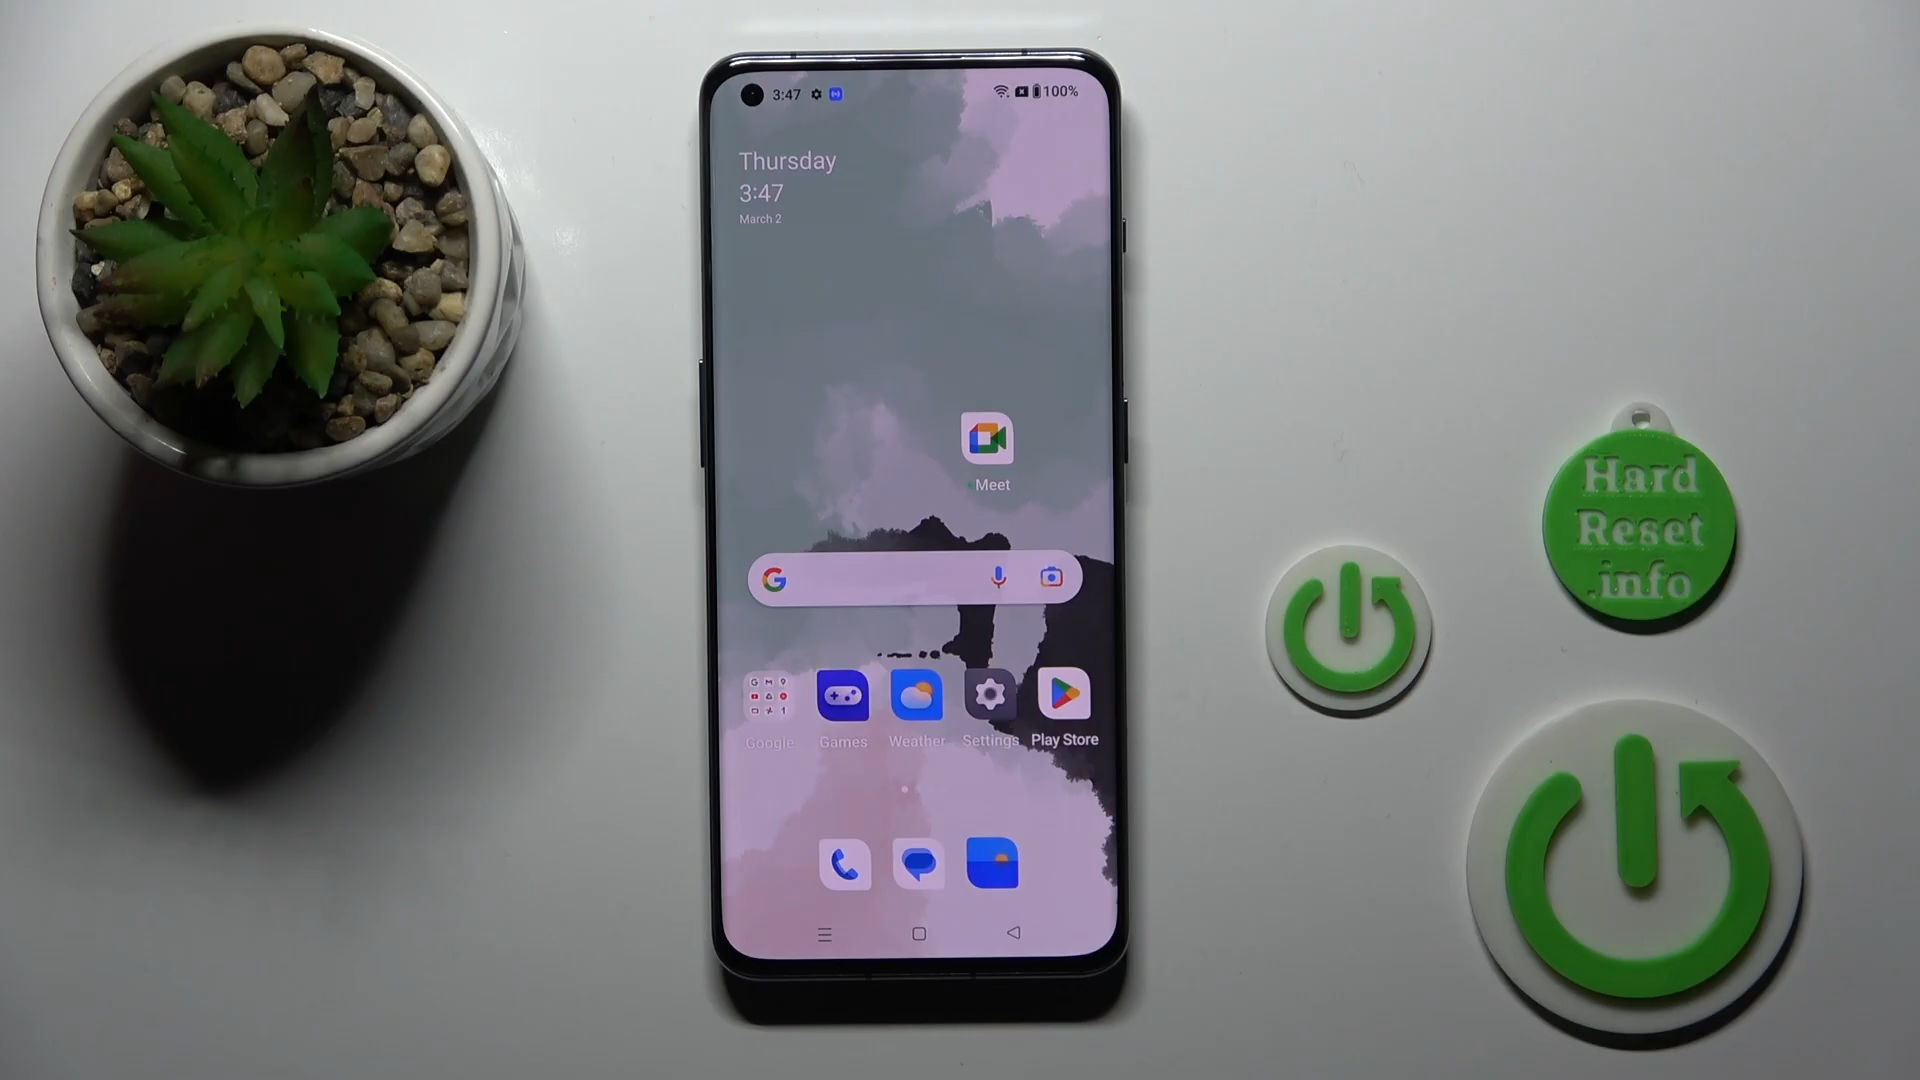 3:47
100%
Thursday
3:47
March 2
Meet
Google
Games
Weather
Settings
Play Store
Hard
Reset
.info